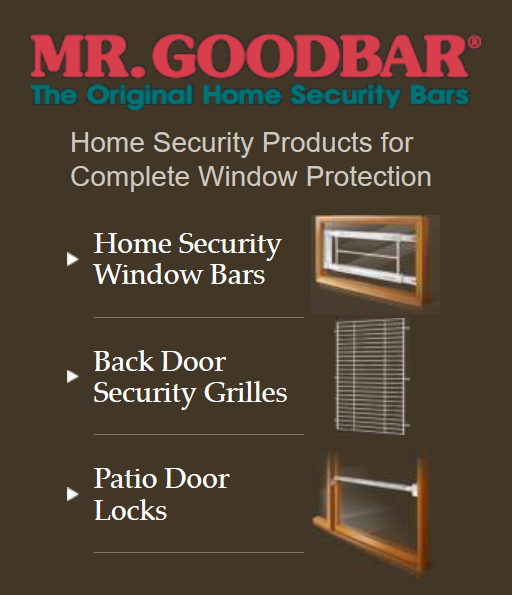 MR. GOODBAR®
The Original Home Security Bars
Home Security Products for
Complete Window Protection
Home Security
Window Bars
Back Door
Security Grilles
Patio Door
Locks